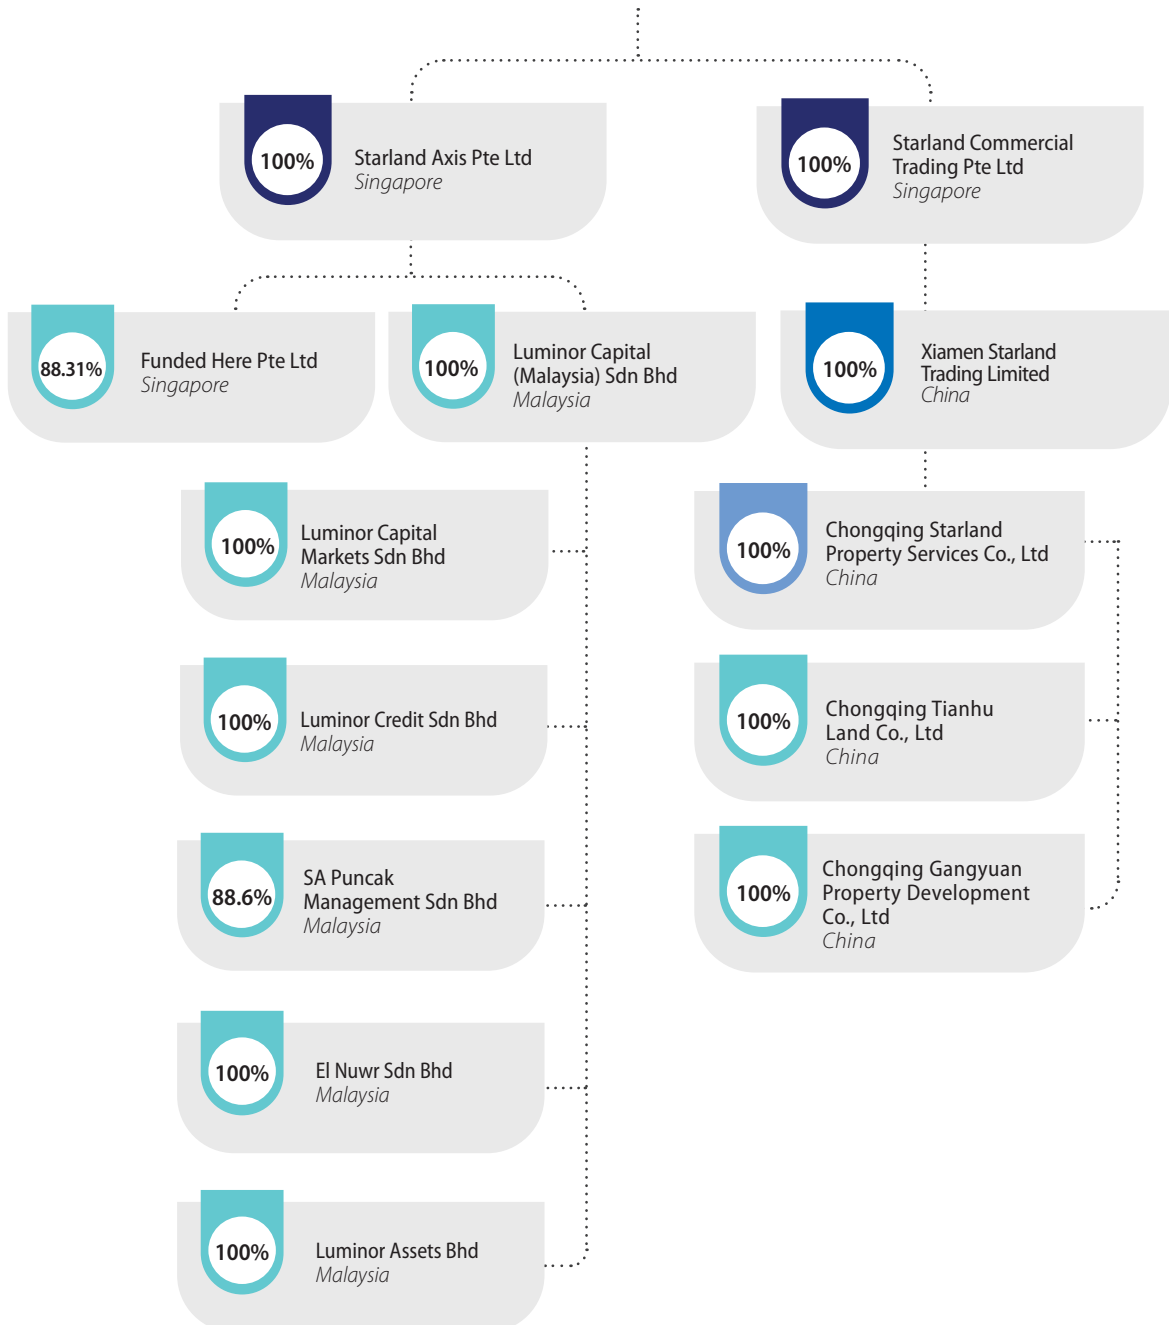 100%
Starland Axis Pte Ltd
Singapore
100%
Starland Commercial
Trading Pte Ltd
Singapore
88.31%
Funded Here Pte Ltd
Singapore
100%
Luminor Capital
(Malaysia) Sdn Bhd
Malaysia
100%
Xiamen Starland
Trading Limited
China
100%
Luminor Capital
Markets Sdn Bhd
Malaysia
100%
Luminor Credit Sdn Bhd
Malaysia
88.6%
SA Puncak
Management Sdn Bhd
Malaysia
100%
El Nuwr Sdn Bhd
Malaysia
100%
Luminor Assets Bhd
Malaysia
100%
Chongqing Starland
Property Services Co., Ltd
China
100%
Chongqing Tianhu
Land Co., Ltd
China
100%
Chongqing Gangyuan
Property Development
Co., Ltd
China